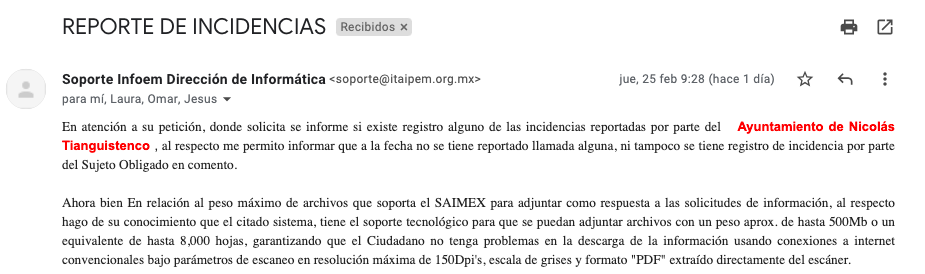 REPORTE DE INCIDENCIAS Recibidos ×
Soporte Infoem Dirección de Informática <soporte@itaipem.org.mx> jue, 25 feb 9:28 (hace 1 día)
para mí, Laura, Omar, Jesus
En atención a su petición, donde solicita se informe si existe registro alguno de las incidencias reportadas por parte del Ayuntamiento de Nicolás
Tianguistenco , al respecto me permito informar que a la fecha no se tiene reportado llamada alguna, ni tampoco se tiene registro de incidencia por parte
del Sujeto Obligado en comento.
Ahora bien En relación al peso máximo de archivos que soporta el SAIMEX para adjuntar como respuesta a las solicitudes de información, al respecto
hago de su conocimiento que el citado sistema, tiene el soporte tecnológico para que se puedan adjuntar archivos con un peso aprox. de hasta 500Mb o un
equivalente de hasta 8,000 hojas, garantizando que el Ciudadano no tenga problemas en la descarga de la información usando conexiones a internet
convencionales bajo parámetros de escaneo en resolución máxima de 150Dpi's, escala de grises y formato "PDF" extraído directamente del escáner.